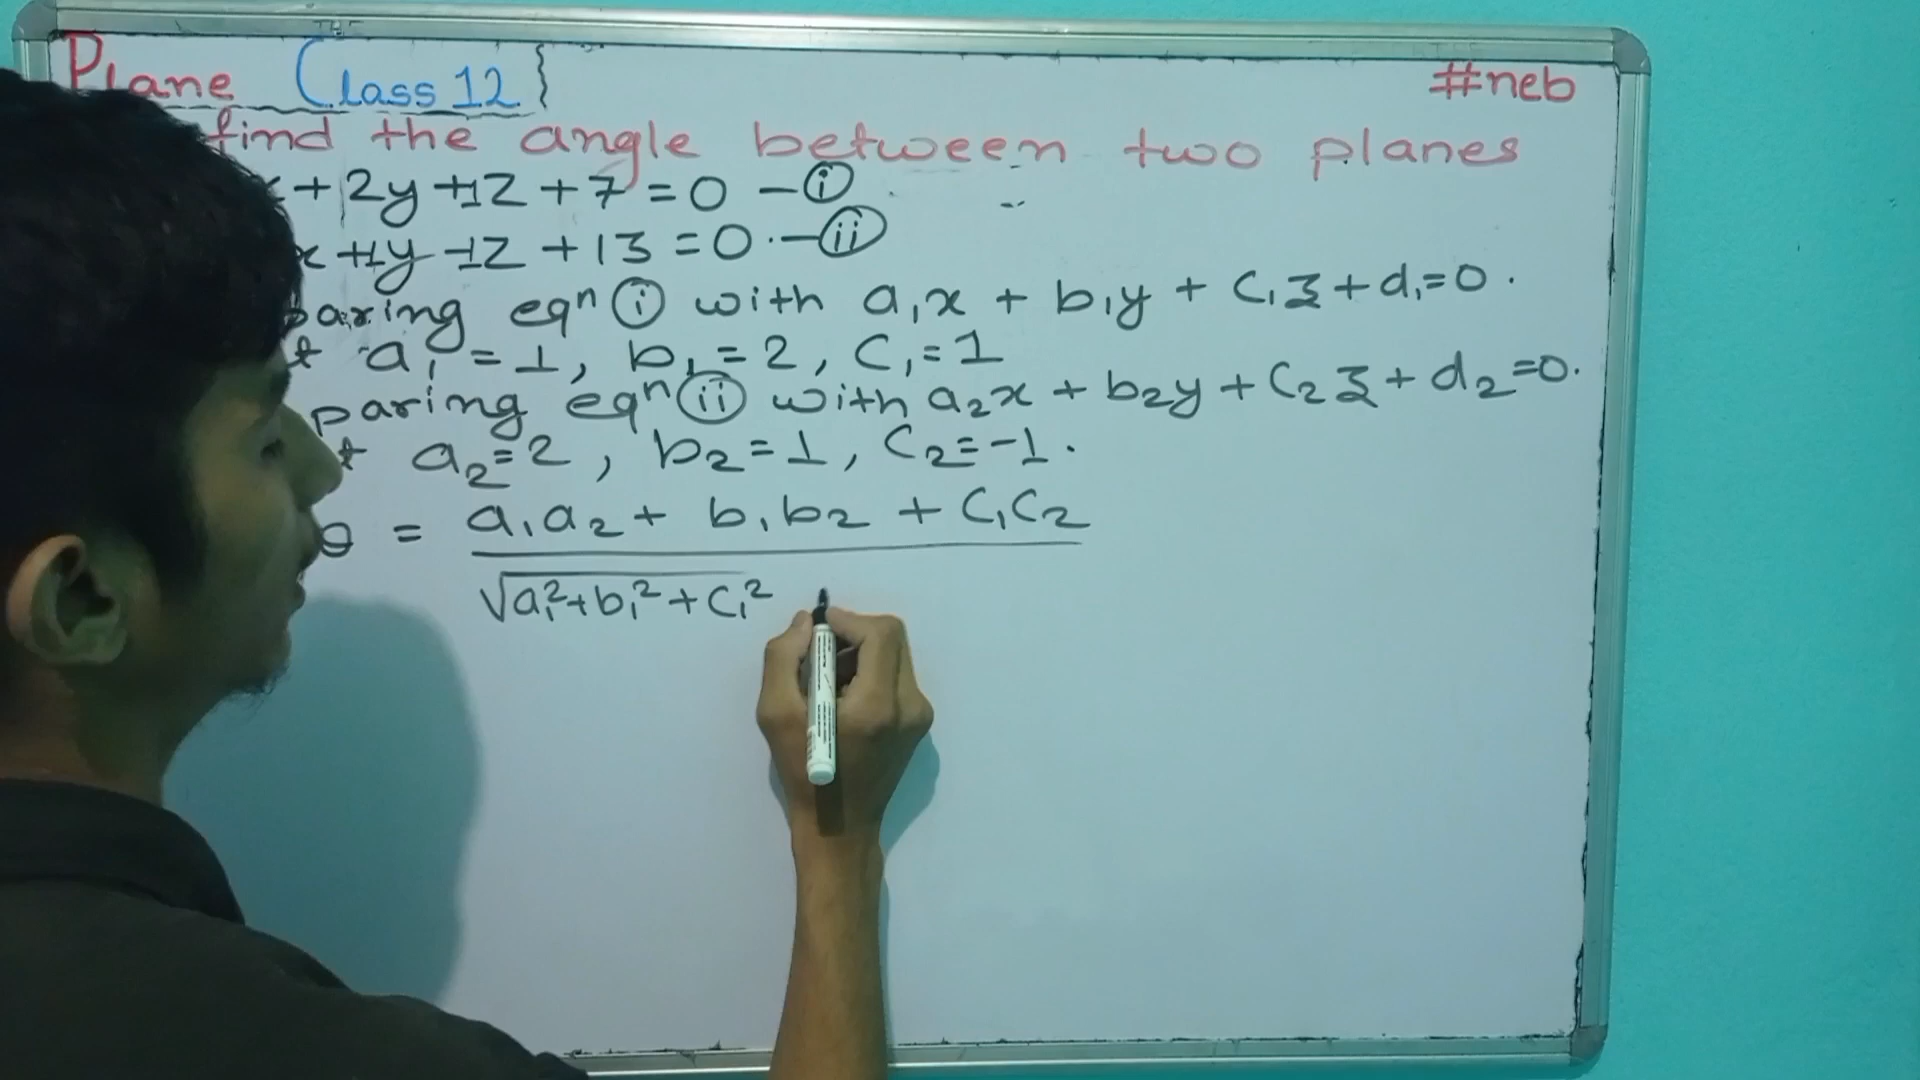 Plane Class 12 }
#neb
find the angle between two planes
x + 2y + 1z + 7 = 0 - (i)
x + 1y - 1z + 13 = 0. - (ii)
paring eqⁿ (i) with a₁x + b₁y + c₁z + d₁ = 0.
t a₁ = 1, b₁ = 2, c₁ = 1
paring eqⁿ (ii) with a₂x + b₂y + c₂z + d₂ = 0.
t a₂ = 2, b₂ = 1, c₂ = -1.
θ = a₁a₂ + b₁b₂ + c₁c₂
√a₁² + b₁² + c₁²